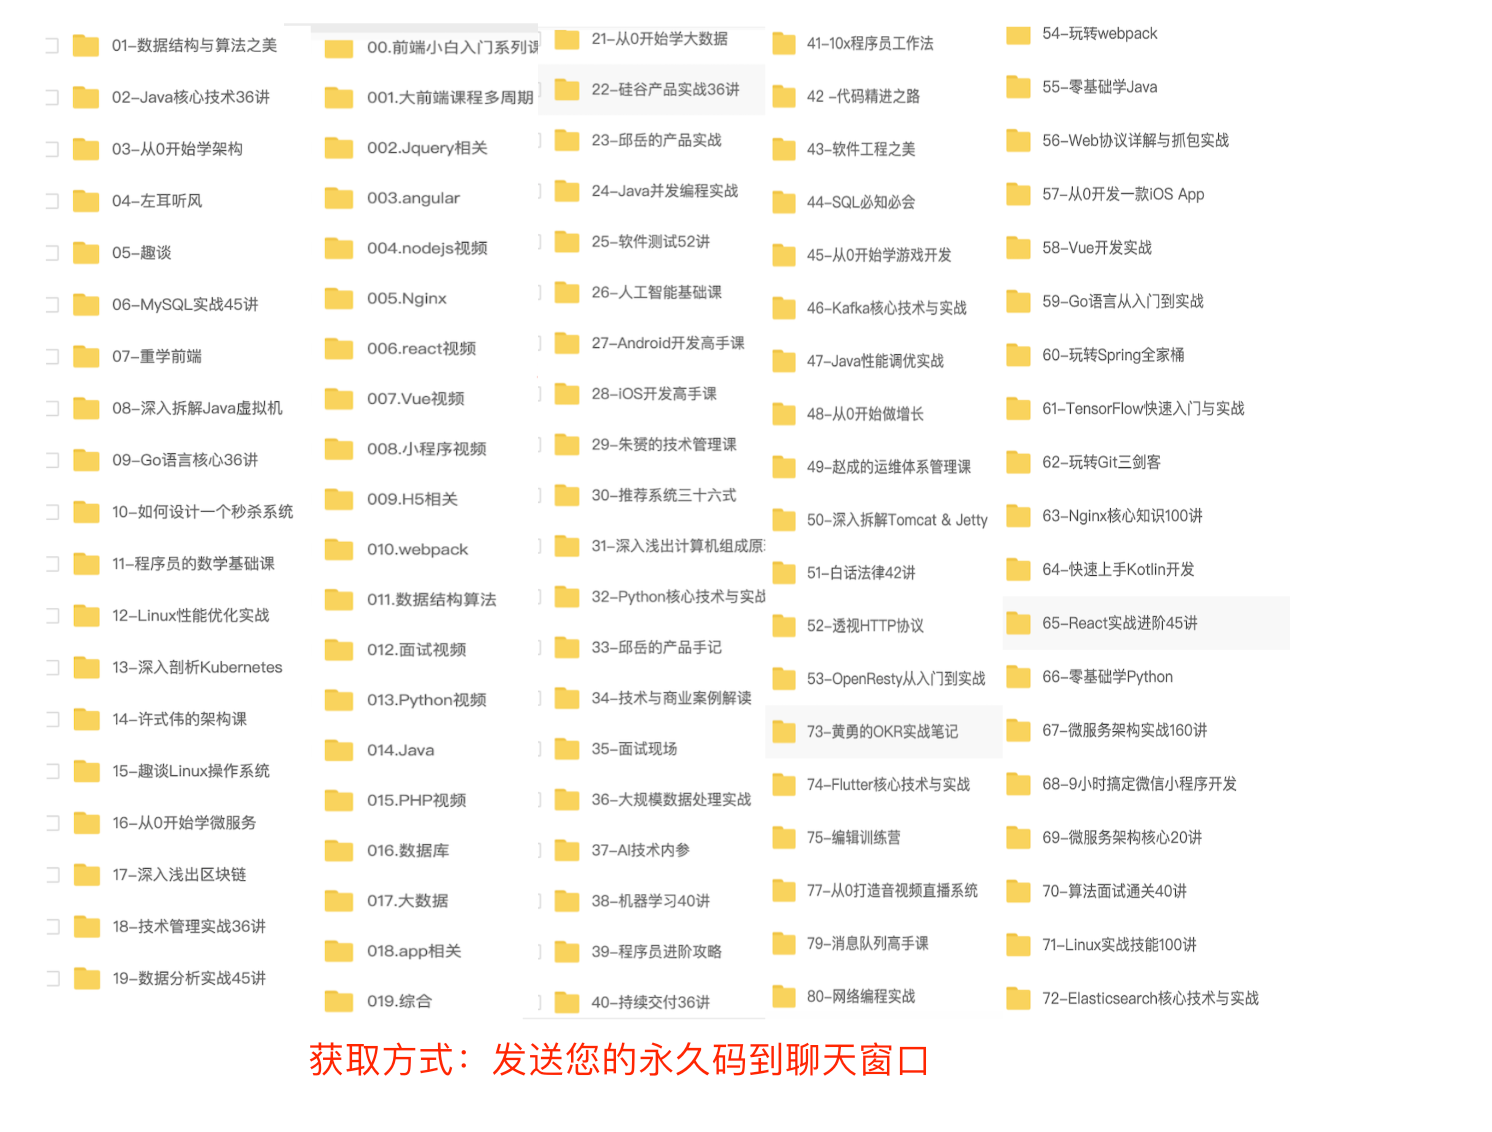 01-数据结构与算法之美
02-Java核心技术36讲
03-从0开始学架构
04-左耳听风
05-趣谈
06-MySQL实战45讲
07-重学前端
08-深入拆解Java虚拟机
09-Go语言核心36讲
10-如何设计一个秒杀系统
11-程序员的数学基础课
12-Linux性能优化实战
13-深入剖析Kubernetes
14-许式伟的架构课
15-趣谈Linux操作系统
16-从0开始学微服务
17-深入浅出区块链
18-技术管理实战36讲
19-数据分析实战45讲
00.前端小白入门系列课
001.大前端课程多周期
002.Jquery相关
003.angular
004.nodejs视频
005.Nginx
006.react视频
007.Vue视频
008.小程序视频
009.H5相关
010.webpack
011.数据结构算法
012.面试视频
013.Python视频
014.Java
015.PHP视频
016.数据库
017.大数据
018.app相关
019.综合
21-从0开始学大数据
22-硅谷产品实战36讲
23-邱岳的产品实战
24-Java并发编程实战
25-软件测试52讲
26-人工智能基础课
27-Android开发高手课
28-iOS开发高手课
29-朱赟的技术管理课
30-推荐系统三十六式
31-深入浅出计算机组成原
32-Python核心技术与实战
33-邱岳的产品手记
34-技术与商业案例解读
35-面试现场
36-大规模数据处理实战
37-AI技术内参
38-机器学习40讲
39-程序员进阶攻略
40-持续交付36讲
41-10x程序员工作法
42 -代码精进之路
43-软件工程之美
44-SQL必知必会
45-从0开始学游戏开发
46-Kafka核心技术与实战
47-Java性能调优实战
48-从0开始做增长
49-赵成的运维体系管理课
50-深入拆解Tomcat & Jetty
51-白话法律42讲
52-透视HTTP协议
53-OpenResty从入门到实战
73-黄勇的OKR实战笔记
74-Flutter核心技术与实战
75-编辑训练营
77-从0打造音视频直播系统
79-消息队列高手课
80-网络编程实战
54-玩转webpack
55-零基础学Java
56-Web协议详解与抓包实战
57-从0开发一款iOS App
58-Vue开发实战
59-Go语言从入门到实战
60-玩转Spring全家桶
61-TensorFlow快速入门与实战
62-玩转Git三剑客
63-Nginx核心知识100讲
64-快速上手Kotlin开发
65-React实战进阶45讲
66-零基础学Python
67-微服务架构实战160讲
68-9小时搞定微信小程序开发
69-微服务架构核心20讲
70-算法面试通关40讲
71-Linux实战技能100讲
72-Elasticsearch核心技术与实战
获取方式：发送您的永久码到聊天窗口